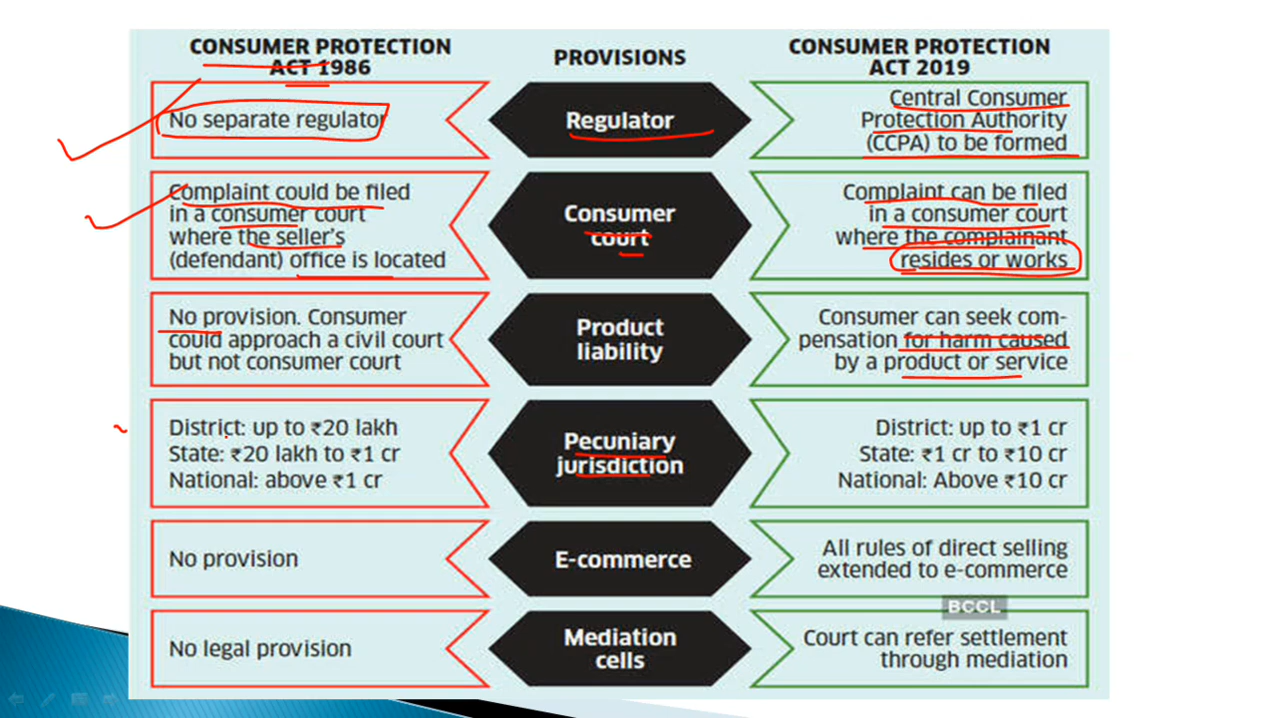 CONSUMER PROTECTION
ACT 1986
PROVISIONS
CONSUMER PROTECTION
ACT 2019
No separate regulator
Regulator
Central Consumer
Protection Authority
(CCPA) to be formed
Complaint could be filed
in a consumer court
where the seller's
(defendant) office is located
Consumer
court
Complaint can be filed
in a consumer court
where the complainant
resides or works
No provision. Consumer
could approach a civil court
but not consumer court
Product
liability
Consumer can seek com-
pensation for harm caused
by a product or service
District: up to ₹20 lakh
State: ₹20 lakh to ₹1 cr
National: above ₹1 cr
Pecuniary
jurisdiction
District: up to ₹1 cr
State: ₹1 cr to ₹10 cr
National: Above ₹10 cr
No provision
E-commerce
All rules of direct selling
extended to e-commerce
BCCL
No legal provision
Mediation
cells
Court can refer settlement
through mediation